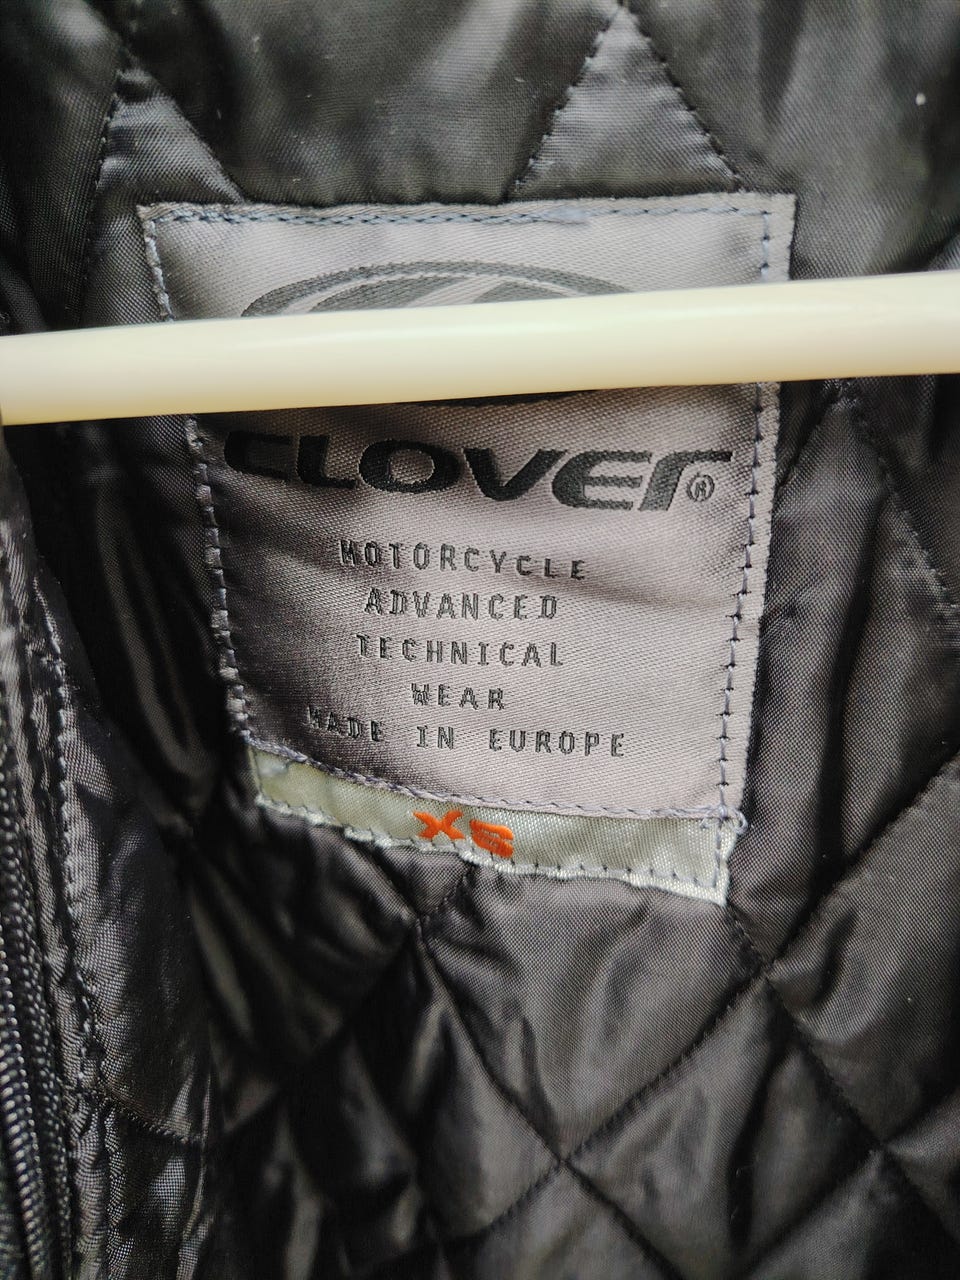 CLOVER®
MOTORCYCLE
ADVANCED
TECHNICAL
WEAR
MADE IN EUROPE
XS